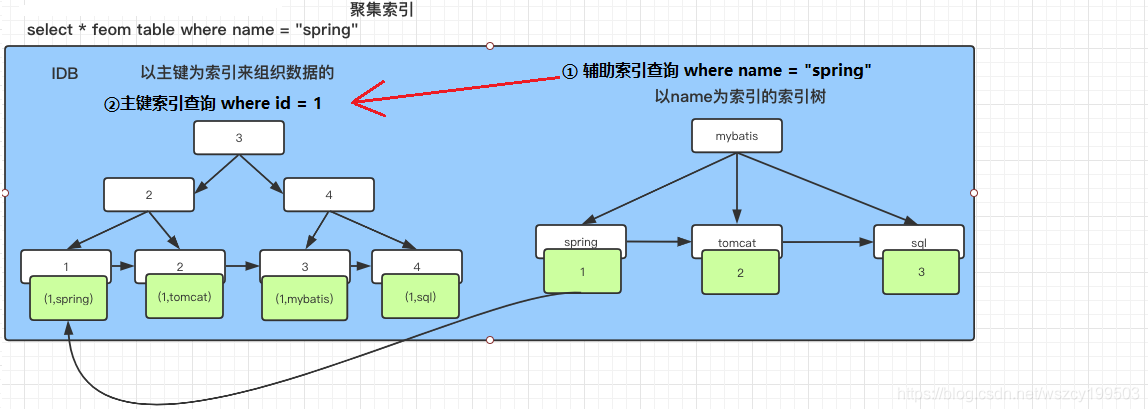 聚集索引
select * feom table where name = "spring"
IDB
以主键为索引来组织数据的
① 辅助索引查询 where name = "spring"
②主键索引查询 where id = 1
以name为索引的索引树
3
mybatis
2
4
spring
tomcat
sql
1
2
3
4
1
2
3
(1,spring)
(1,tomcat)
(1,mybatis)
(1,sql)
https://blog.csdn.net/wszcy199503